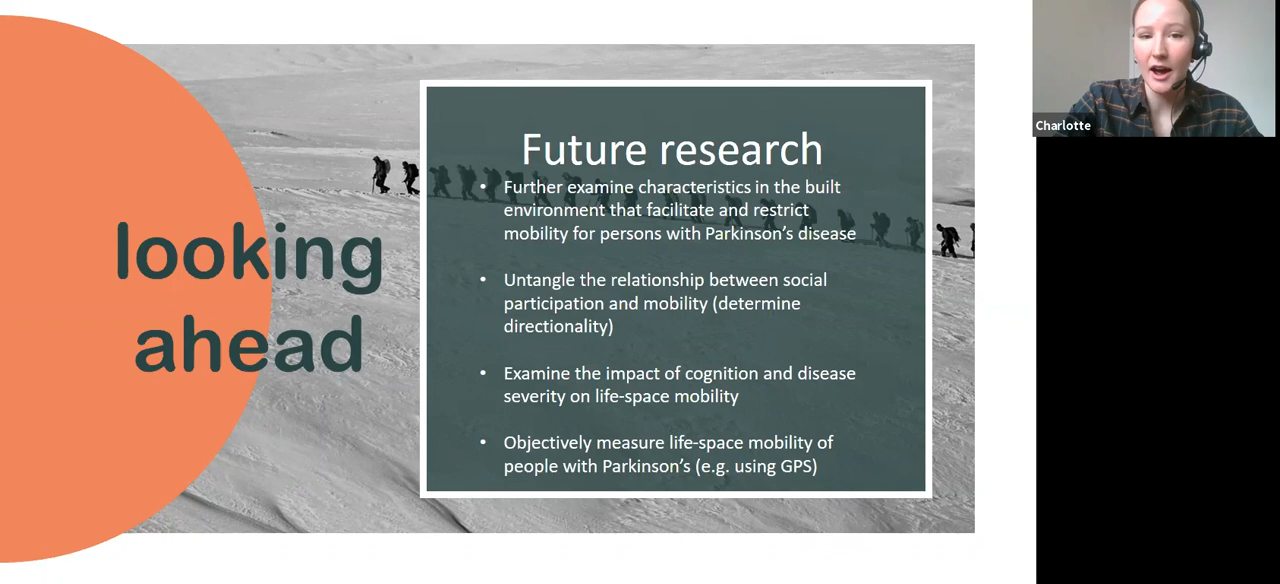 looking
ahead
Future research
• Further examine characteristics in the built
environment that facilitate and restrict
mobility for persons with Parkinson's disease
• Untangle the relationship between social
participation and mobility (determine
directionality)
• Examine the impact of cognition and disease
severity on life-space mobility
• Objectively measure life-space mobility of
people with Parkinson's (e.g. using GPS)
Charlotte